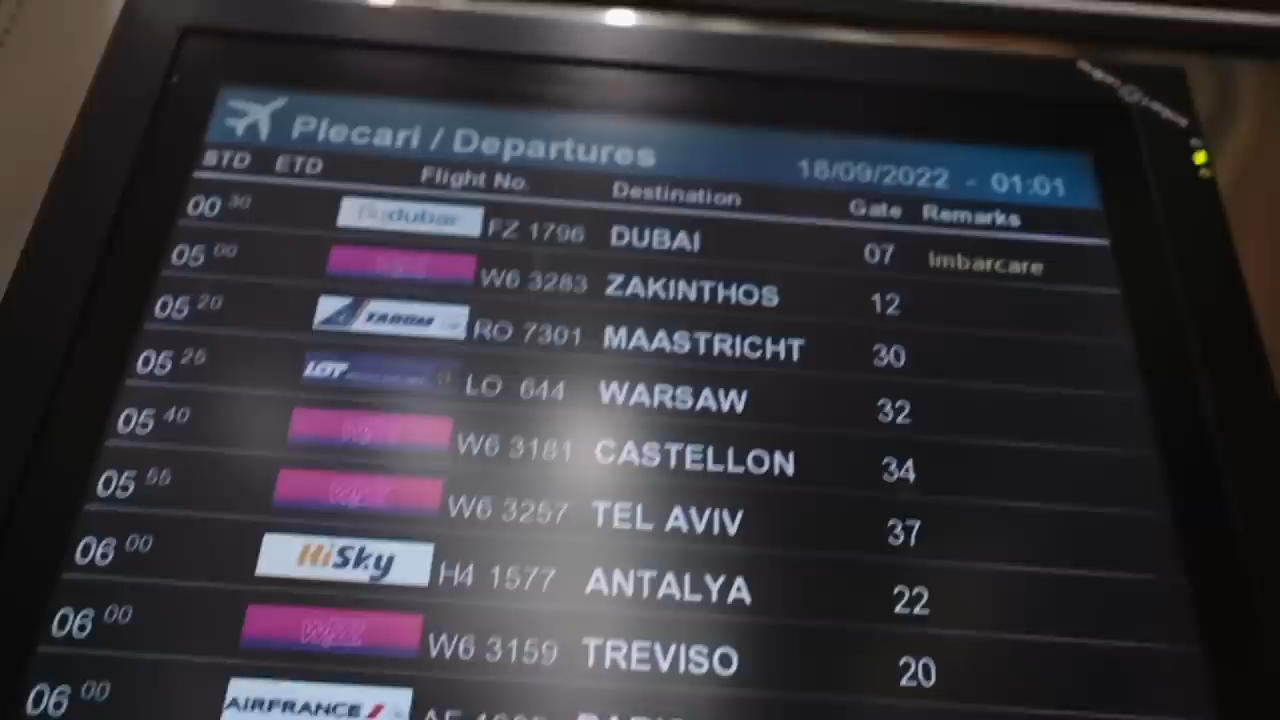 Plecari / Departures 18/09/2022 - 01:01
STD ETD Flight No. Destination Gate Remarks
00 30 flydubai FZ 1796 DUBAI 07 Imbarcare
05 00 W6 3283 ZAKINTHOS 12
05 20 TAROM RO 7301 MAASTRICHT 30
05 25 LOT LO 644 WARSAW 32
05 40 W6 3181 CASTELLON 34
05 55 W6 3257 TEL AVIV 37
06 00 HiSky H4 1577 ANTALYA 22
06 00 W6 3159 TREVISO 20
06 00 AIRFRANCE